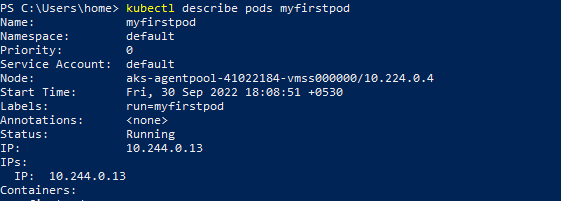 PS C:\Users\home> kubectl describe pods myfirstpod
Name: myfirstpod
Namespace: default
Priority: 0
Service Account: default
Node: aks-agentpool-41022184-vmss000000/10.224.0.4
Start Time: Fri, 30 Sep 2022 18:08:51 +0530
Labels: run=myfirstpod
Annotations: <none>
Status: Running
IP: 10.244.0.13
IPs:
IP: 10.244.0.13
Containers: